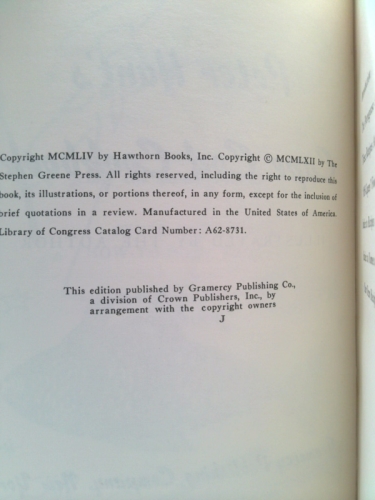 Copyright MCMLIV by Hawthorn Books, Inc. Copyright © MCMLXII by The
Stephen Greene Press. All rights reserved, including the right to reproduce this
book, its illustrations, or portions thereof, in any form, except for the inclusion of
brief quotations in a review. Manufactured in the United States of America.
Library of Congress Catalog Card Number: A62-8731.
This edition published by Gramercy Publishing Co.,
a division of Crown Publishers, Inc., by
arrangement with the copyright owners
J